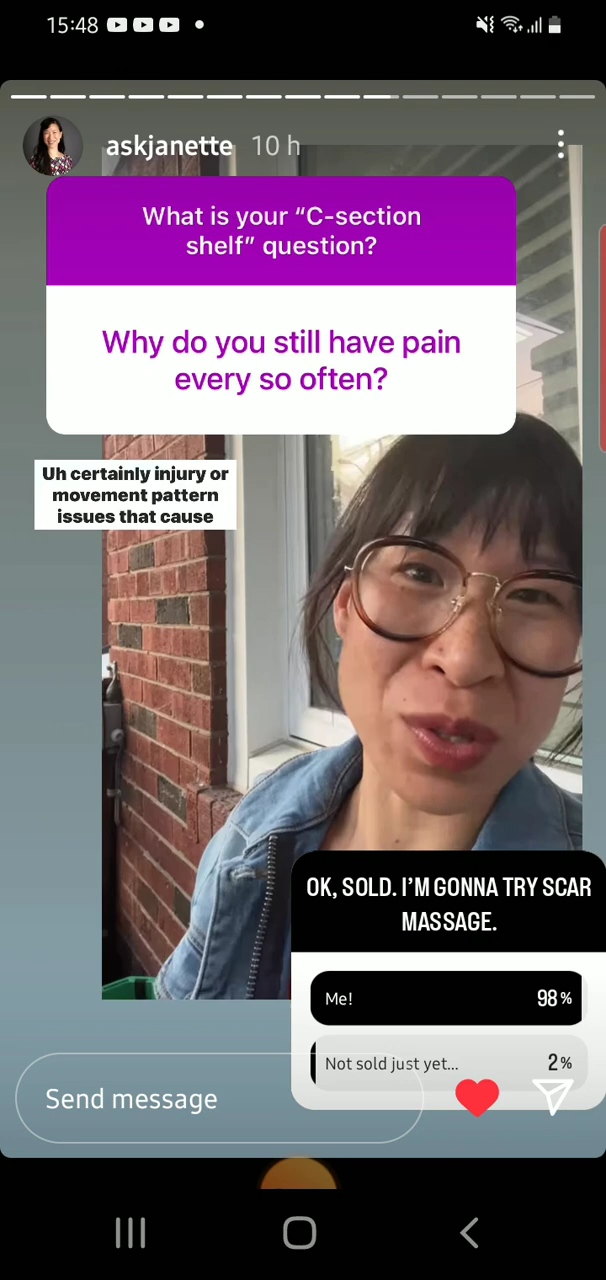 15:48
askjanette 10 h
What is your “C-section
shelf” question?
Why do you still have pain
every so often?
Uh certainly injury or
movement pattern
issues that cause
OK, SOLD. I’M GONNA TRY SCAR
MASSAGE.
Me! 98%
Not sold just yet... 2%
Send message